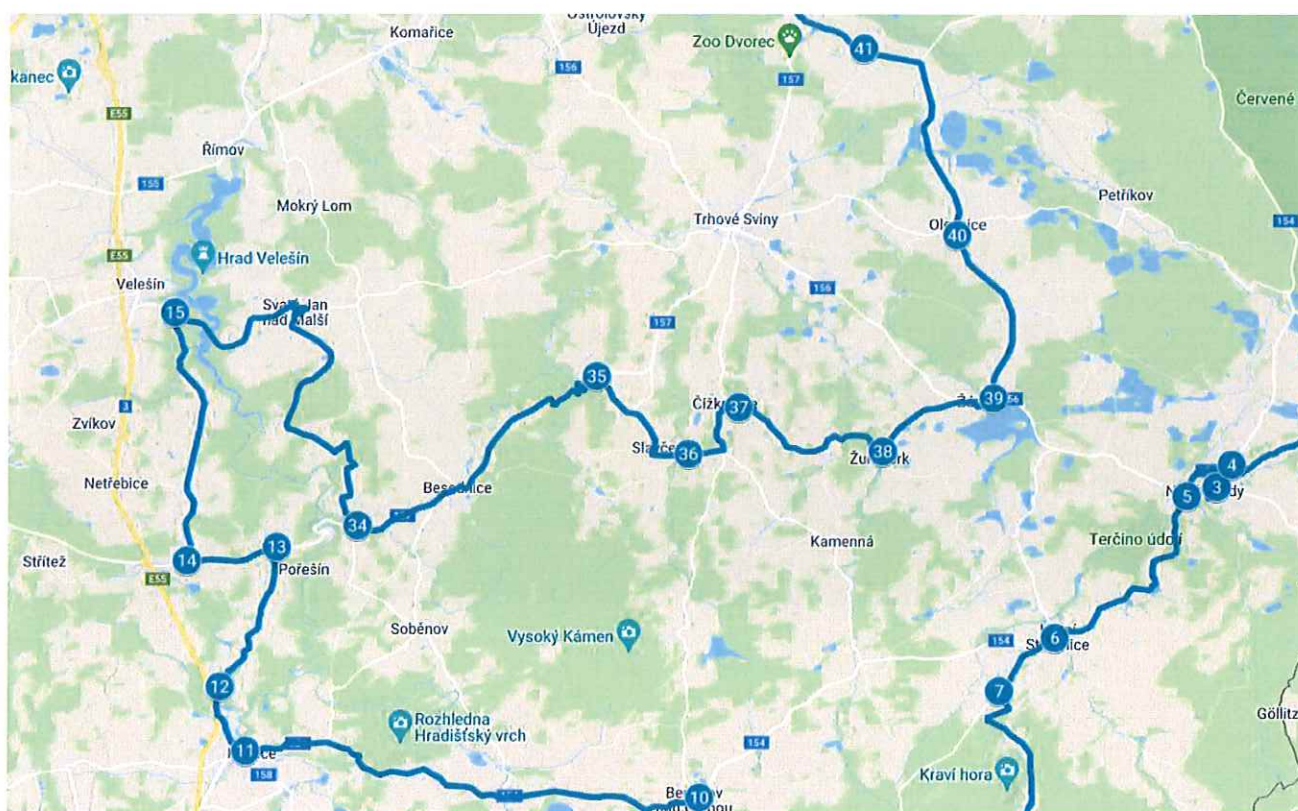 Komařice
Újezd
Zoo Dvorec
41
kanec
156
157
E55
Červené
Římov
155
Mokrý Lom
Petříkov
Trhové Sviny
154
40
E55
Hrad Velešín
Velešín
156
15
157
35
39
37
3
Zvíkov
36
38
4
Netřebice
3
5
34
13
Terčino údolí
Kamenná
Střítež
14
Pořešín
E55
Soběnov
Vysoký Kámen
154
6
12
7
Rozhledna
Hradišťský vrch
Göllitz
11
154
158
Kraví hora
10